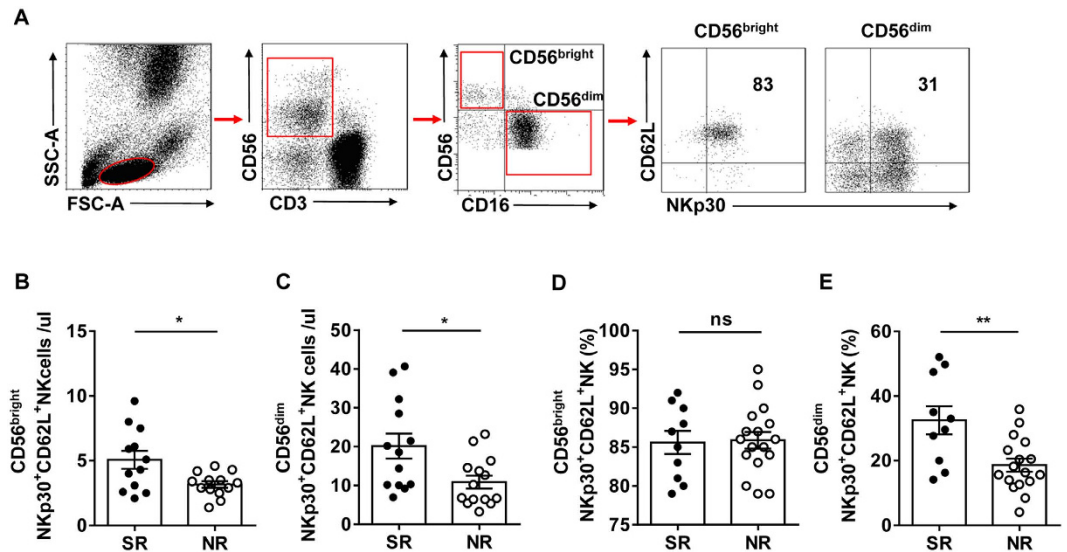 A
SSC-A
FSC-A
CD56
CD3
CD56
CD16
CD56bright
CD56dim
CD56bright
CD56dim
83
31
CD62L
NKp30
B
CD56bright
NKp30+CD62L+NKcells /ul
15
10
5
0
*
SR
NR
C
CD56dim
NKp30+CD62L+NK cells /ul
50
40
30
20
10
0
*
SR
NR
D
CD56bright
NKp30+CD62L+NK (%)
100
95
90
85
80
75
ns
SR
NR
E
CD56dim
NKp30+CD62L+NK (%)
60
40
20
0
**
SR
NR